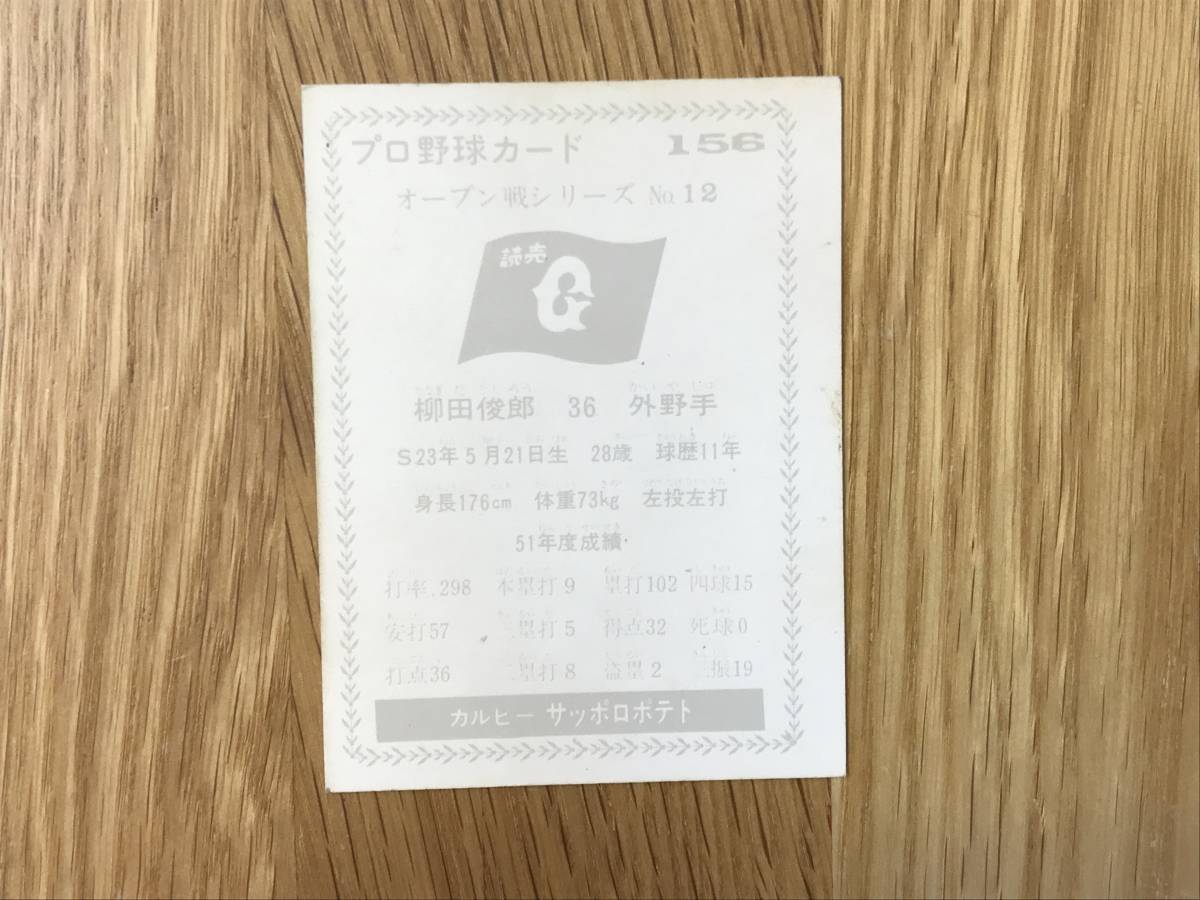 プロ野球カード 156
オープン戦シリーズ No.12
読売 G
柳田俊郎 36 外野手
S23年5月21日生 28歳 球歴11年
身長176cm 体重73kg 左投左打
51年度成績
打率.298 本塁打9 塁打102 四球15
安打57 三塁打5 得点32 死球0
打点36 二塁打8 盗塁2 三振19
カルビー サッポロポテト